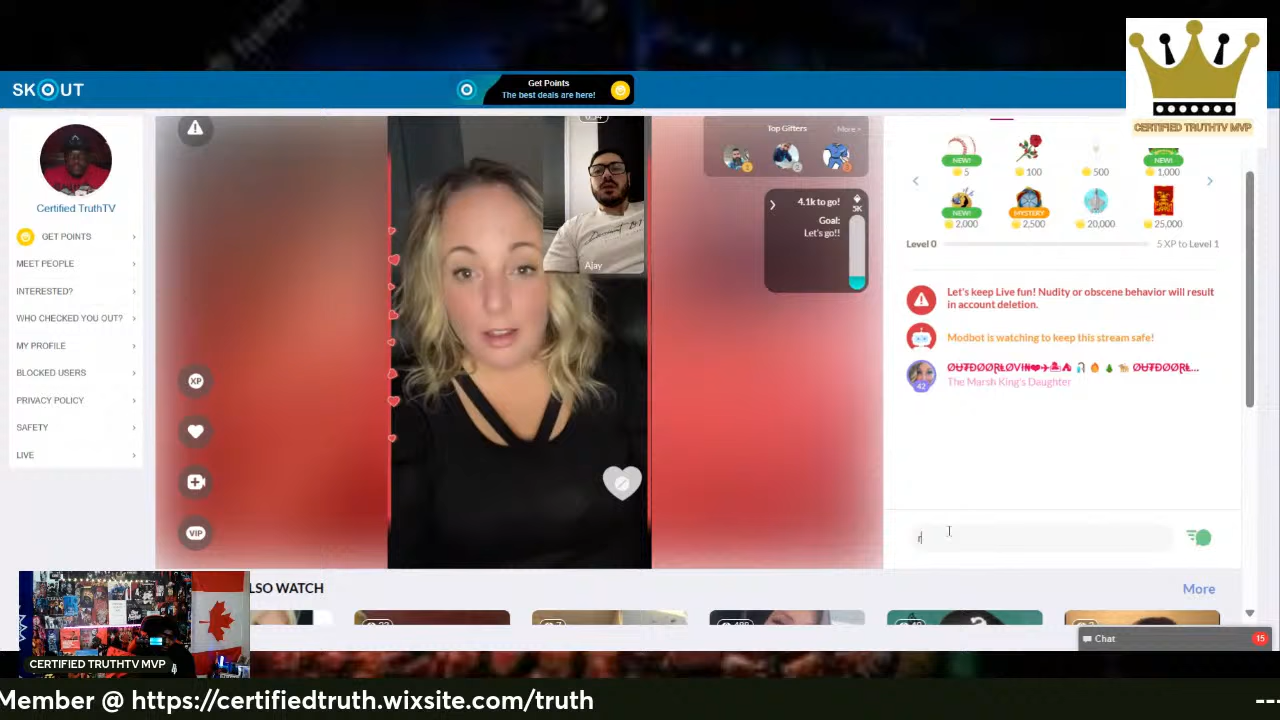 SKOUT
Get Points
The best deals are here!
CERTIFIED TRUTHTV MVP
Certified TruthTV
GET POINTS
MEET PEOPLE
INTERESTED?
WHO CHECKED YOU OUT?
MY PROFILE
BLOCKED USERS
PRIVACY POLICY
SAFETY
LIVE
XP
VIP
Ajay
Top Gifters
More >
4.1k to go!
5K
Goal:
Let's go!!
NEW!
5
100
500
NEW!
1,000
NEW!
2,000
MYSTERY
2,500
20,000
25,000
Level 0
5 XP to Level 1
Let's keep Live fun! Nudity or obscene behavior will result
in account deletion.
Modbot is watching to keep this stream safe!
42
The Marsh King's Daughter
r
LSO WATCH
More
Chat
15
CERTIFIED TRUTHTV MVP
Member @ https://certifiedtruth.wixsite.com/truth
--